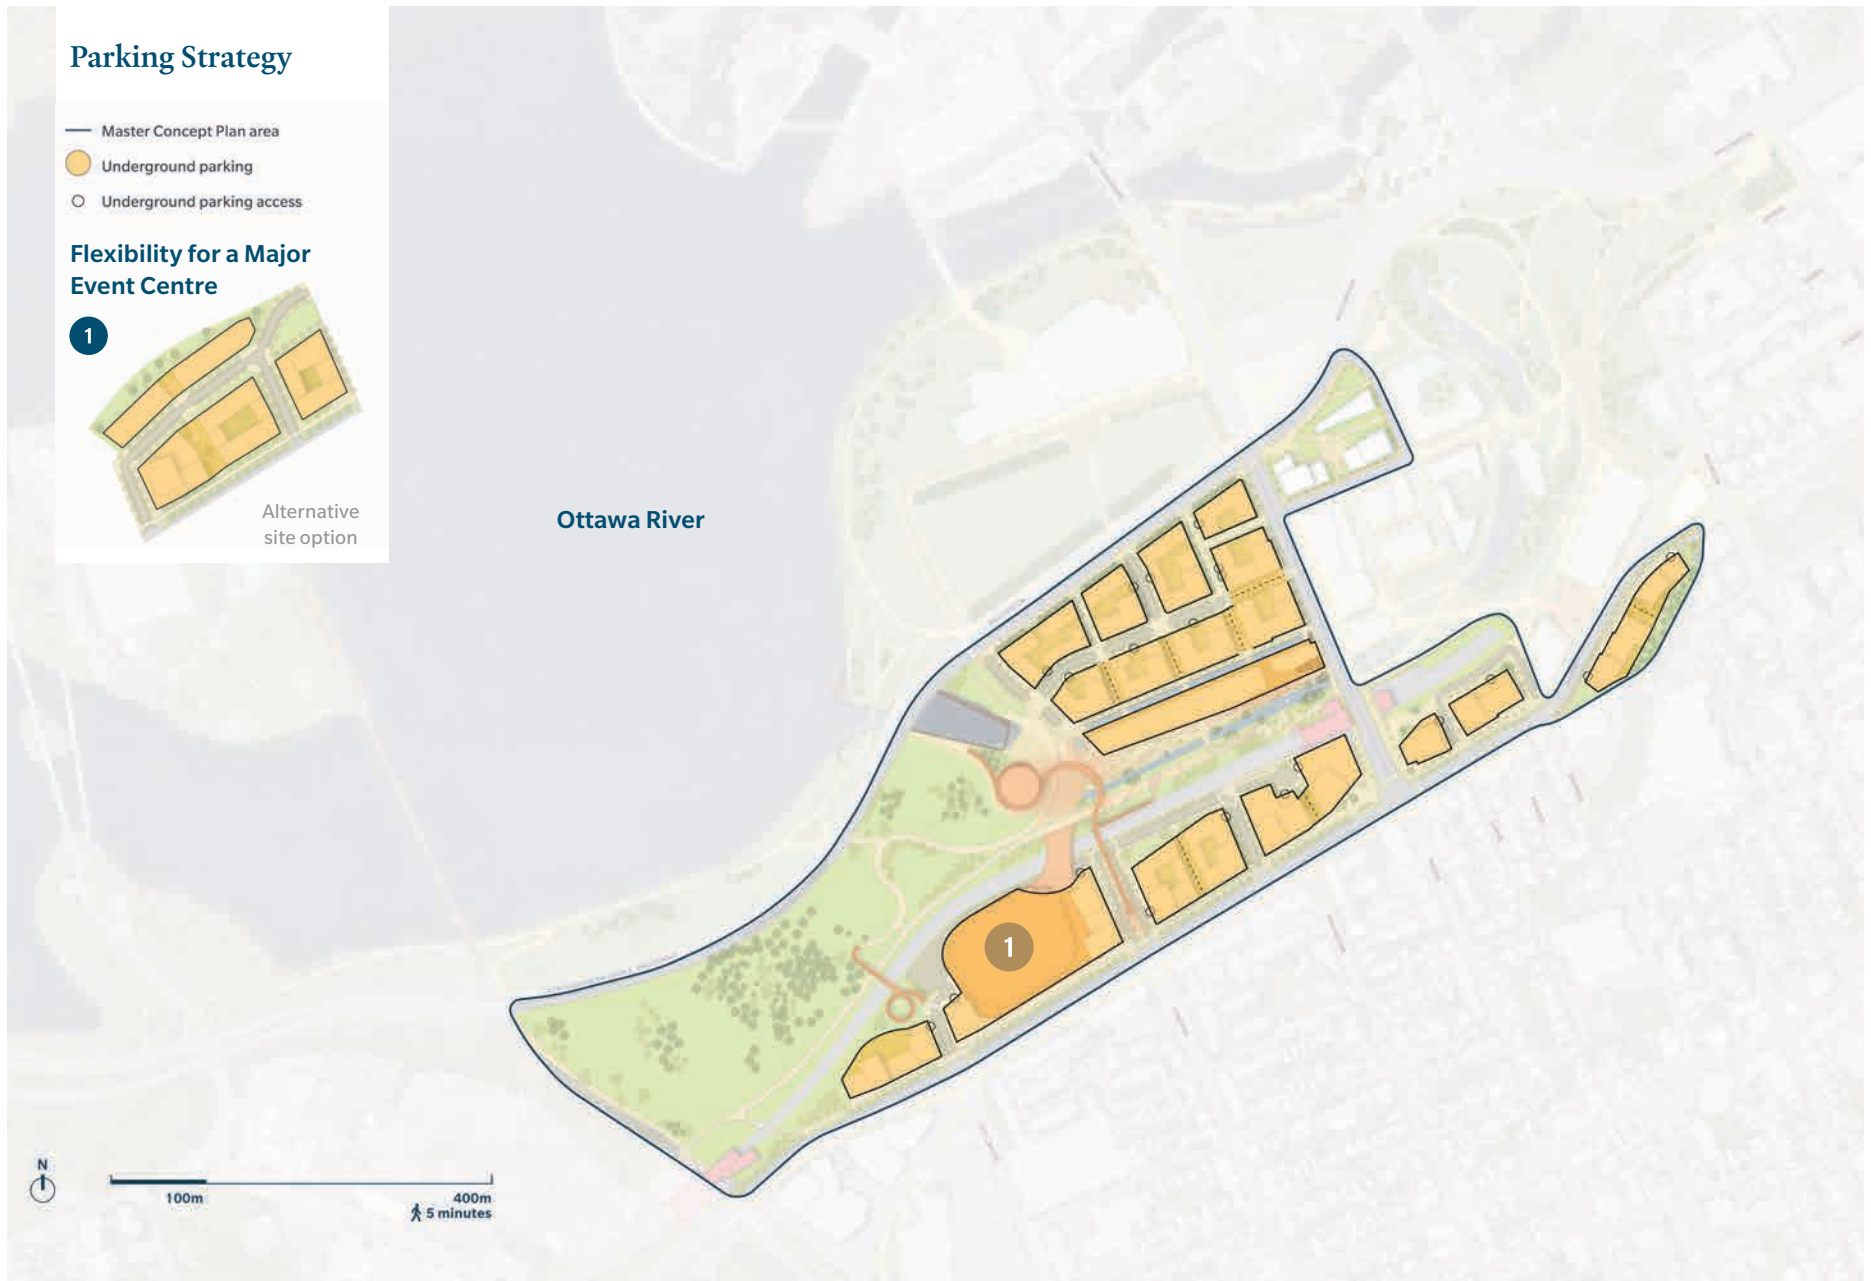 Parking Strategy
Master Concept Plan area
Underground parking
Underground parking access
Flexibility for a Major
Event Centre
1
Alternative
site option
Ottawa River
1
N
100m
400m
5 minutes